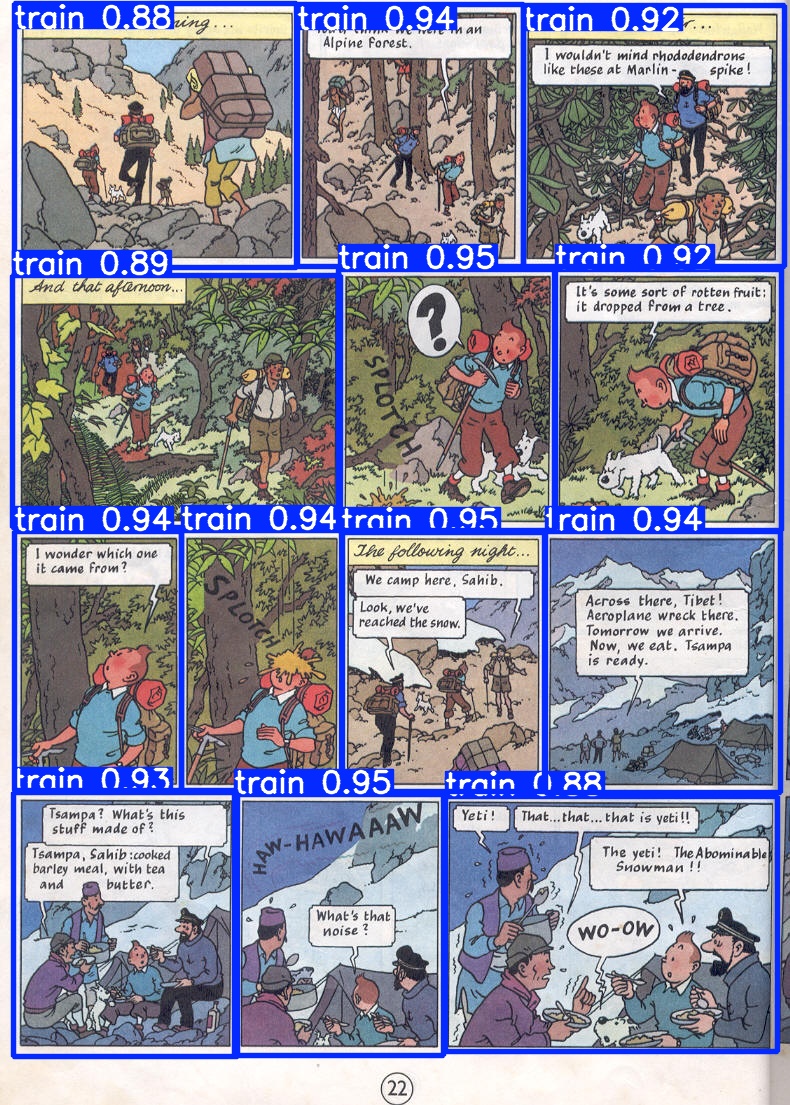 train 0.88
train 0.94
train 0.92
Alpine Forest.
I wouldn't mind rhododendrons
like these at Marlin-
spike!
train 0.89
train 0.95
train 0.92
And that afternoon...
?
SPLOTCH
It's some sort of rotten fruit:
it dropped from a tree.
train 0.94
train 0.94
train 0.95
train 0.94
I wonder which one
it came from?
SPLOTCH
The following night...
We camp here, Sahib.
Look, we've
reached the snow.
Across there, Tibet!
Aeroplane wreck there.
Tomorrow we arrive.
Now, we eat. Tsampa
is ready.
train 0.93
train 0.95
train 0.88
Tsampa? What's this
stuff made of?
Tsampa, Sahib: cooked
barley meal, with tea
and butter.
HAW-HAWAAAW
What's that
noise?
Yeti!
That...that...that is yeti!!
The yeti! The Abominable
Snowman!!
WO-OW
22